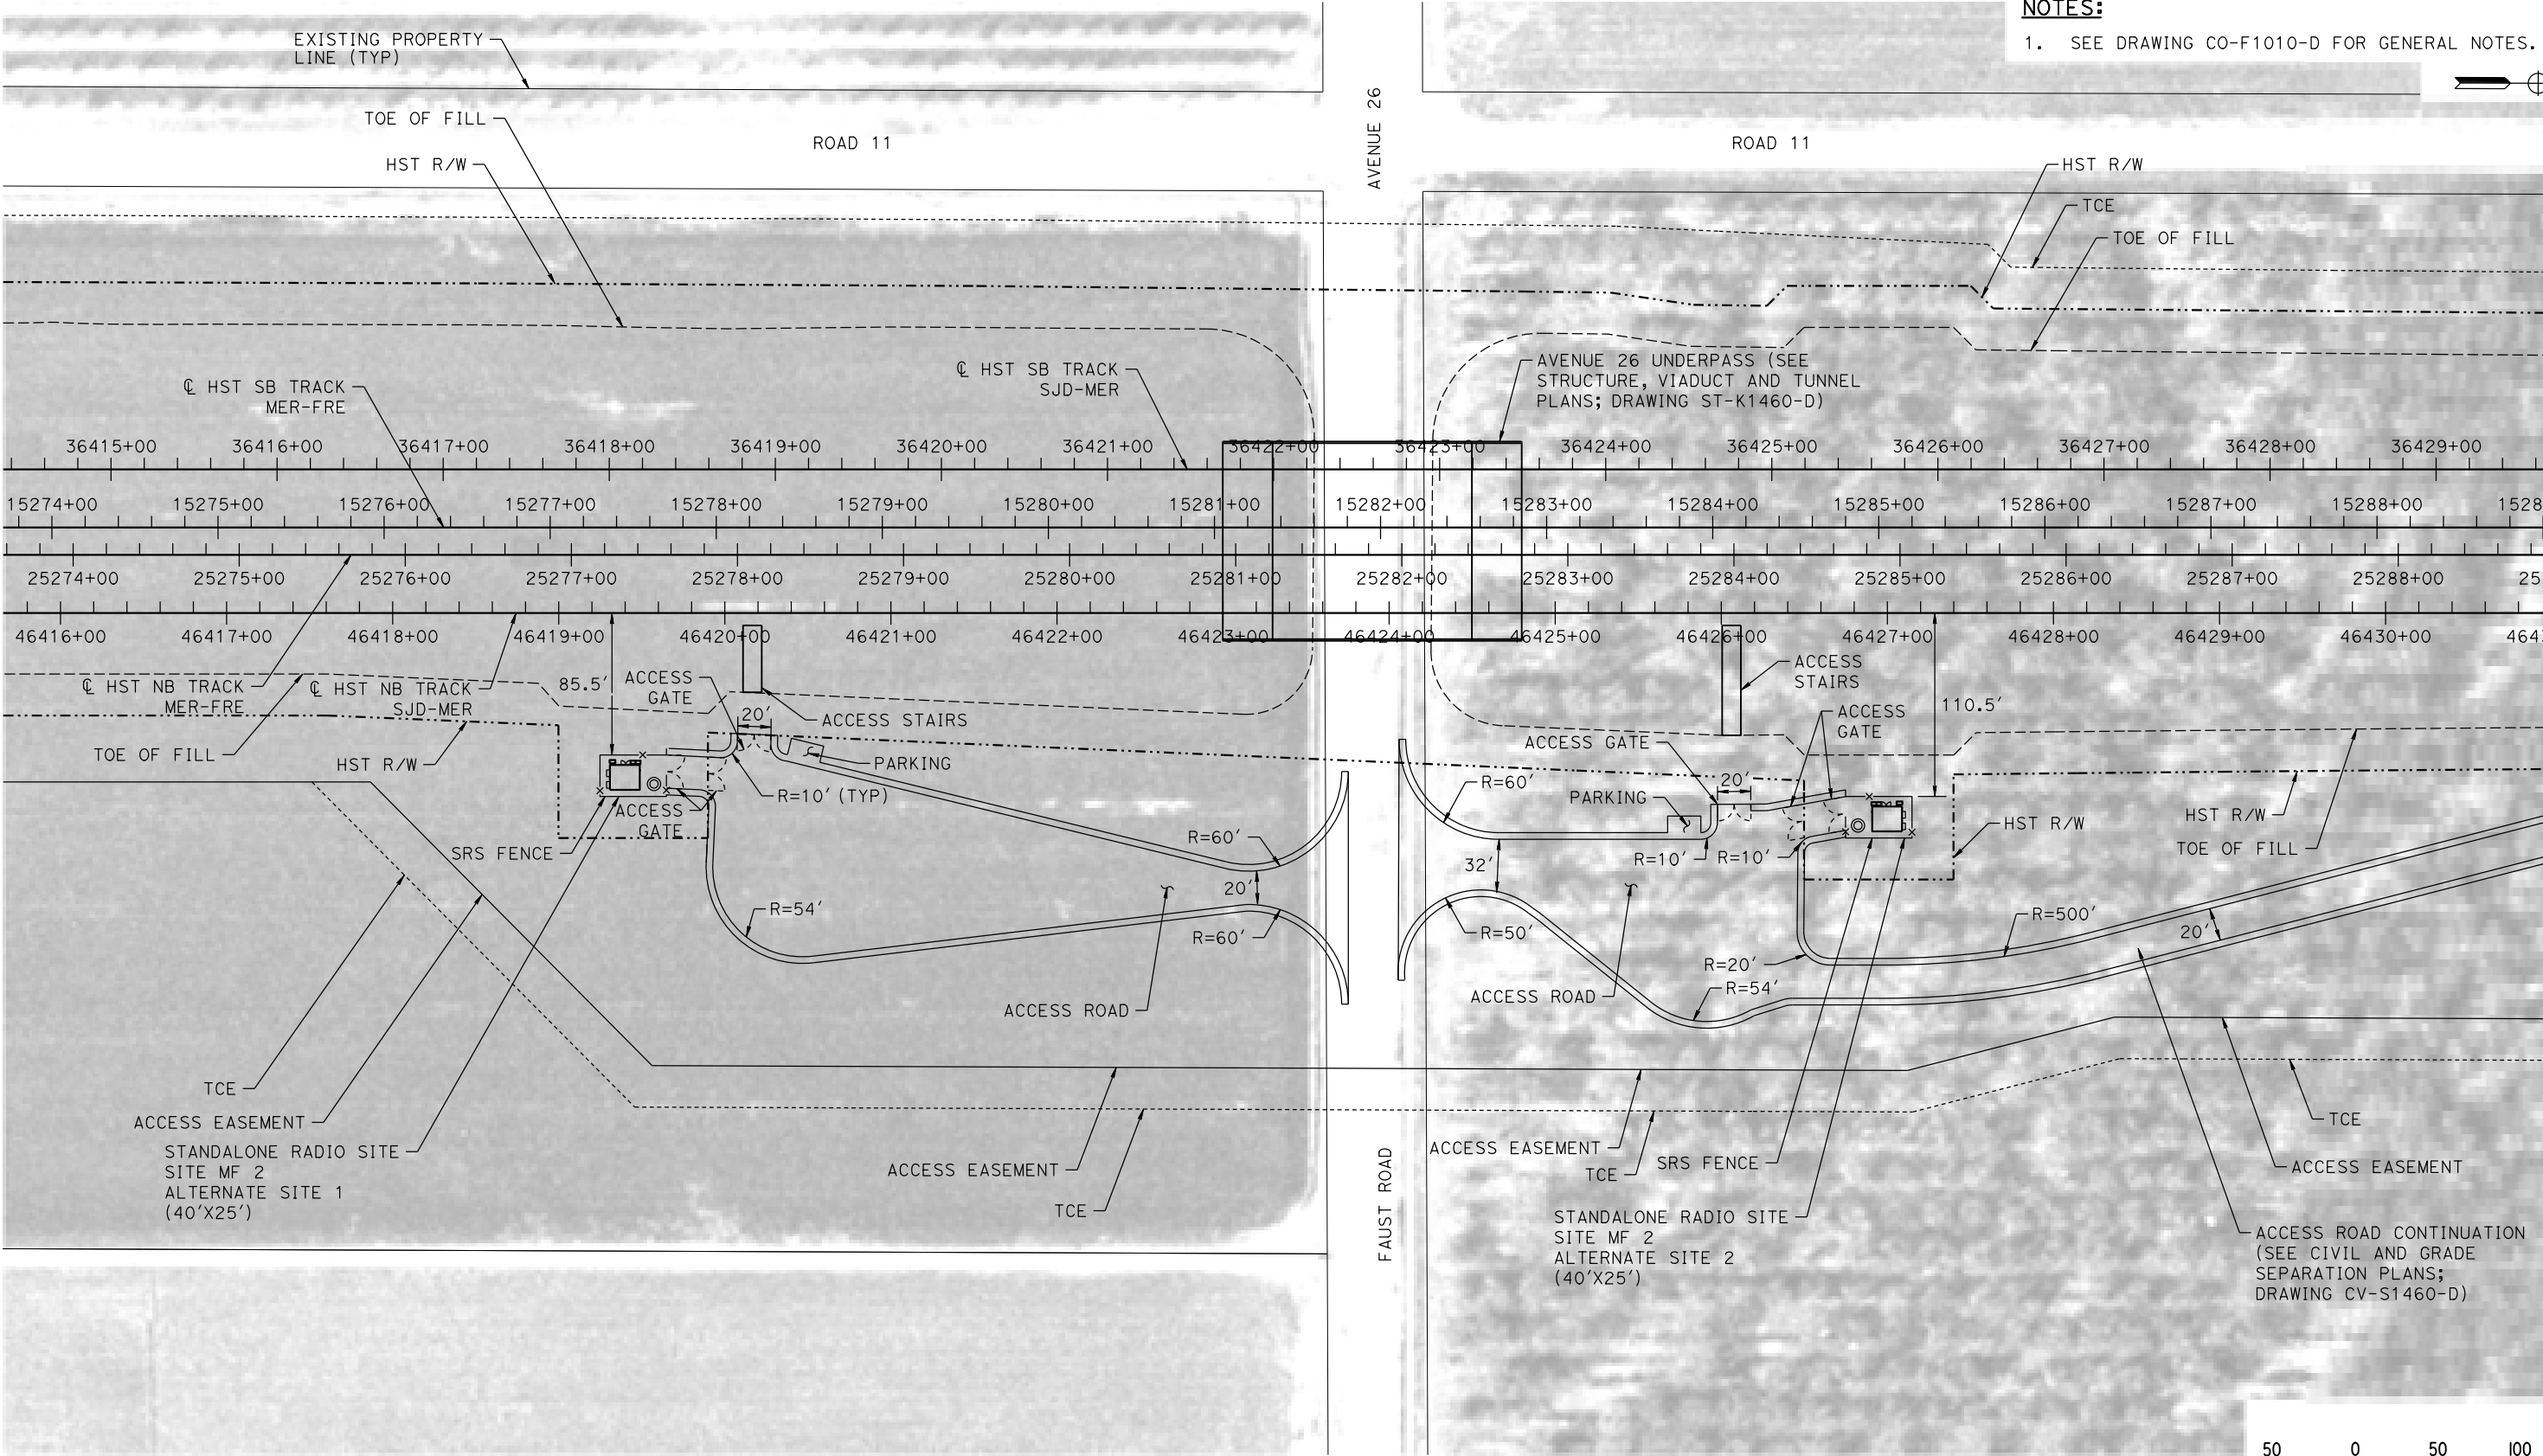 NOTES:
1. SEE DRAWING CO-F1010-D FOR GENERAL NOTES.
EXISTING PROPERTY
LINE (TYP)
TOE OF FILL
HST R/W
ROAD 11
AVENUE 26
ROAD 11
HST R/W
TCE
TOE OF FILL
℄ HST SB TRACK
MER-FRE
℄ HST SB TRACK
SJD-MER
AVENUE 26 UNDERPASS (SEE
STRUCTURE, VIADUCT AND TUNNEL
PLANS; DRAWING ST-K1460-D)
36415+00 36416+00 36417+00 36418+00 36419+00 36420+00 36421+00 36422+00 36423+00 36424+00 36425+00 36426+00 36427+00 36428+00 36429+00
15274+00 15275+00 15276+00 15277+00 15278+00 15279+00 15280+00 15281+00 15282+00 15283+00 15284+00 15285+00 15286+00 15287+00 15288+00 1528
25274+00 25275+00 25276+00 25277+00 25278+00 25279+00 25280+00 25281+00 25282+00 25283+00 25284+00 25285+00 25286+00 25287+00 25288+00 25
46416+00 46417+00 46418+00 46419+00 46420+00 46421+00 46422+00 46423+00 46424+00 46425+00 46426+00 46427+00 46428+00 46429+00 46430+00 464
℄ HST NB TRACK
MER-FRE
℄ HST NB TRACK
SJD-MER
85.5′
ACCESS
GATE
20′
ACCESS STAIRS
TOE OF FILL
HST R/W
PARKING
R=10′ (TYP)
ACCESS
GATE
SRS FENCE
R=60′
20′
R=54′
R=60′
ACCESS ROAD
ACCESS
STAIRS
110.5′
ACCESS
GATE
ACCESS GATE
20′
R=60′
PARKING
HST R/W
HST R/W
TOE OF FILL
32′
R=10′
R=10′
R=50′
R=500′
20′
R=20′
R=54′
ACCESS ROAD
TCE
ACCESS EASEMENT
STANDALONE RADIO SITE
SITE MF 2
ALTERNATE SITE 1
(40′X25′)
ACCESS EASEMENT
TCE
FAUST ROAD
ACCESS EASEMENT
TCE
SRS FENCE
STANDALONE RADIO SITE
SITE MF 2
ALTERNATE SITE 2
(40′X25′)
TCE
ACCESS EASEMENT
ACCESS ROAD CONTINUATION
(SEE CIVIL AND GRADE
SEPARATION PLANS;
DRAWING CV-S1460-D)
50 0 50 100